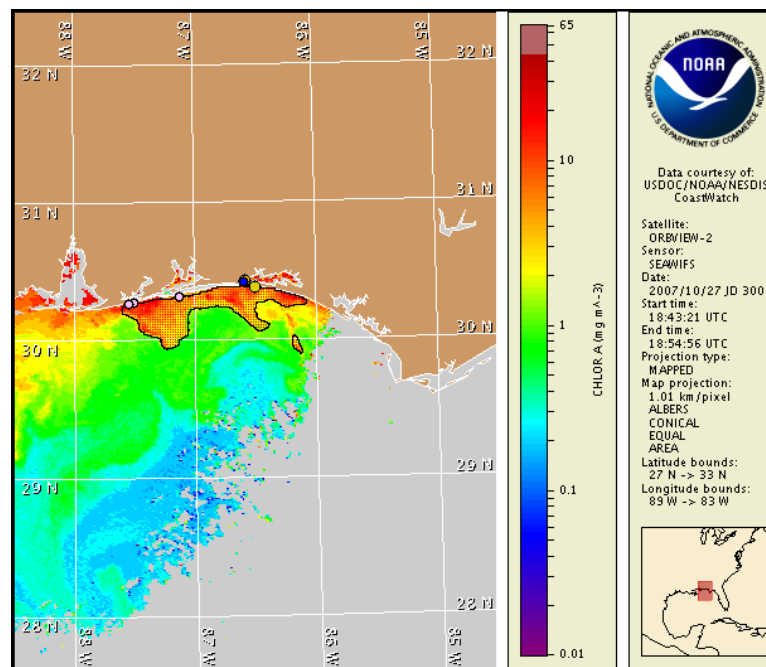 88 W
87 W
86 W
85 W
32 N
32 N
31 N
31 N
30 N
30 N
29 N
29 N
28 N
28 N
88 W
87 W
86 W
85 W
65
10
1
0.1
0.01
CHLOR A (mg m^-3)
NATIONAL OCEANIC AND ATMOSPHERIC ADMINISTRATION
NOAA
U.S. DEPARTMENT OF COMMERCE
Data courtesy of:
USDOC/NOAA/NESDIS
CoastWatch
Satellite:
ORBVIEW-2
Sensor:
SEAWIFS
Date:
2007/10/27 JD 300
Start time:
18:43:21 UTC
End time:
18:54:56 UTC
Projection type:
MAPPED
Map projection:
1.01 km/pixel
ALBERS
CONICAL
EQUAL
AREA
Latitude bounds:
27 N -> 33 N
Longitude bounds:
89 W -> 83 W